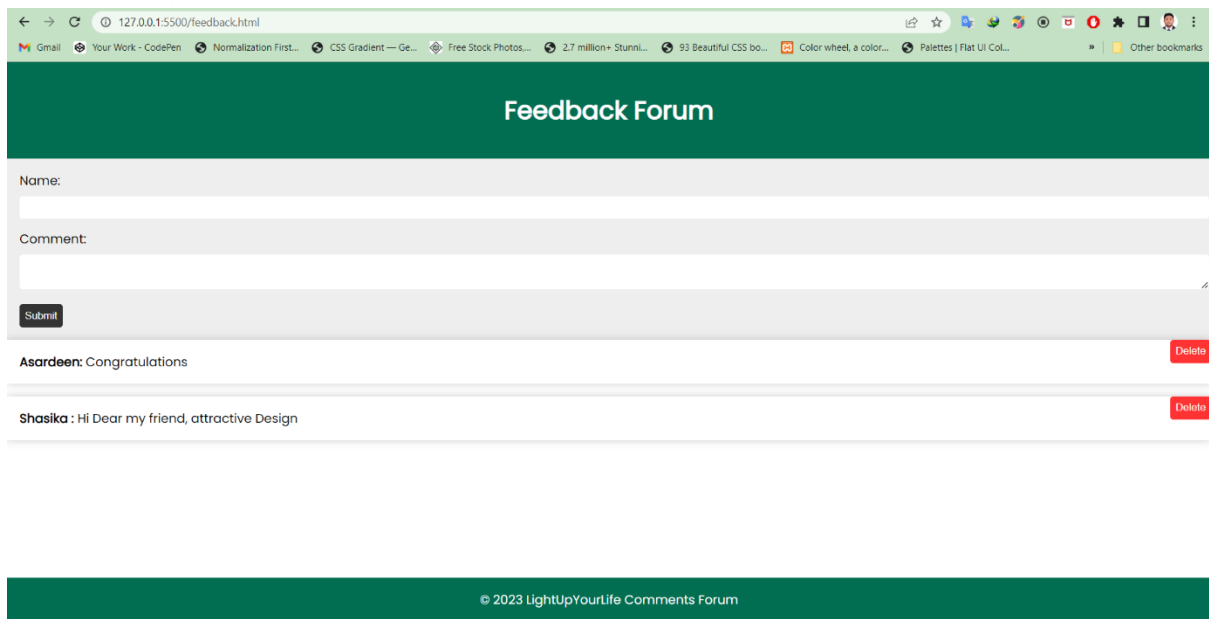 127.0.0.1:5500/feedback.html
Gmail Your Work - CodePen Normalization First... CSS Gradient — Ge... Free Stock Photos,... 2.7 million+ Stunni... 93 Beautiful CSS bo... Color wheel, a color... Palettes | Flat UI Col... » Other bookmarks
Feedback Forum
Name:
Comment:
Submit
Delete
Asardeen: Congratulations
Delete
Shasika : Hi Dear my friend, attractive Design
© 2023 LightUpYourLife Comments Forum